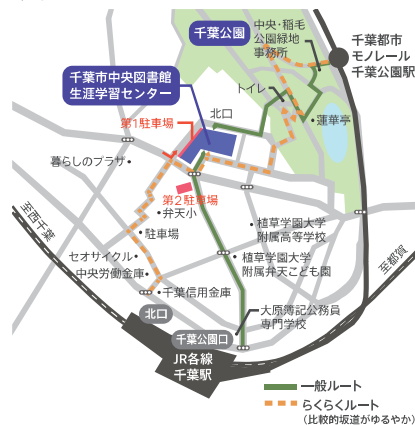 千葉公園
中央・稲毛
公園緑地
事務所
千葉都市
モノレール
千葉公園駅
千葉市中央図書館
生涯学習センター
トイレ
北口
第1駐車場
蓮華亭
暮らしのプラザ
第2駐車場
弁天小
至西千葉
駐車場
植草学園大学
附属高等学校
セオサイクル
中央労働金庫
植草学園大学
附属弁天こども園
至都賀
千葉信用金庫
北口
大原簿記公務員
専門学校
千葉公園口
JR各線
千葉駅
一般ルート
らくらくルート
(比較的坂道がゆるやか)